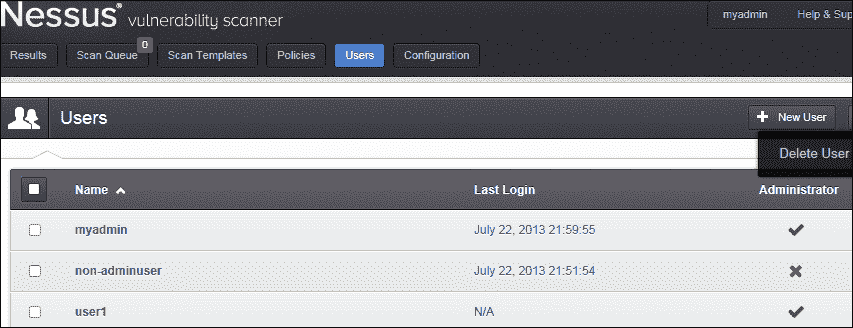 Nessus® vulnerability scanner
myadmin Help & Sup
0
Results Scan Queue Scan Templates Policies Users Configuration
Users
+ New User
Delete User
Name Last Login Administrator
myadmin July 22, 2013 21:59:55
non-adminuser July 22, 2013 21:51:54
user1 N/A